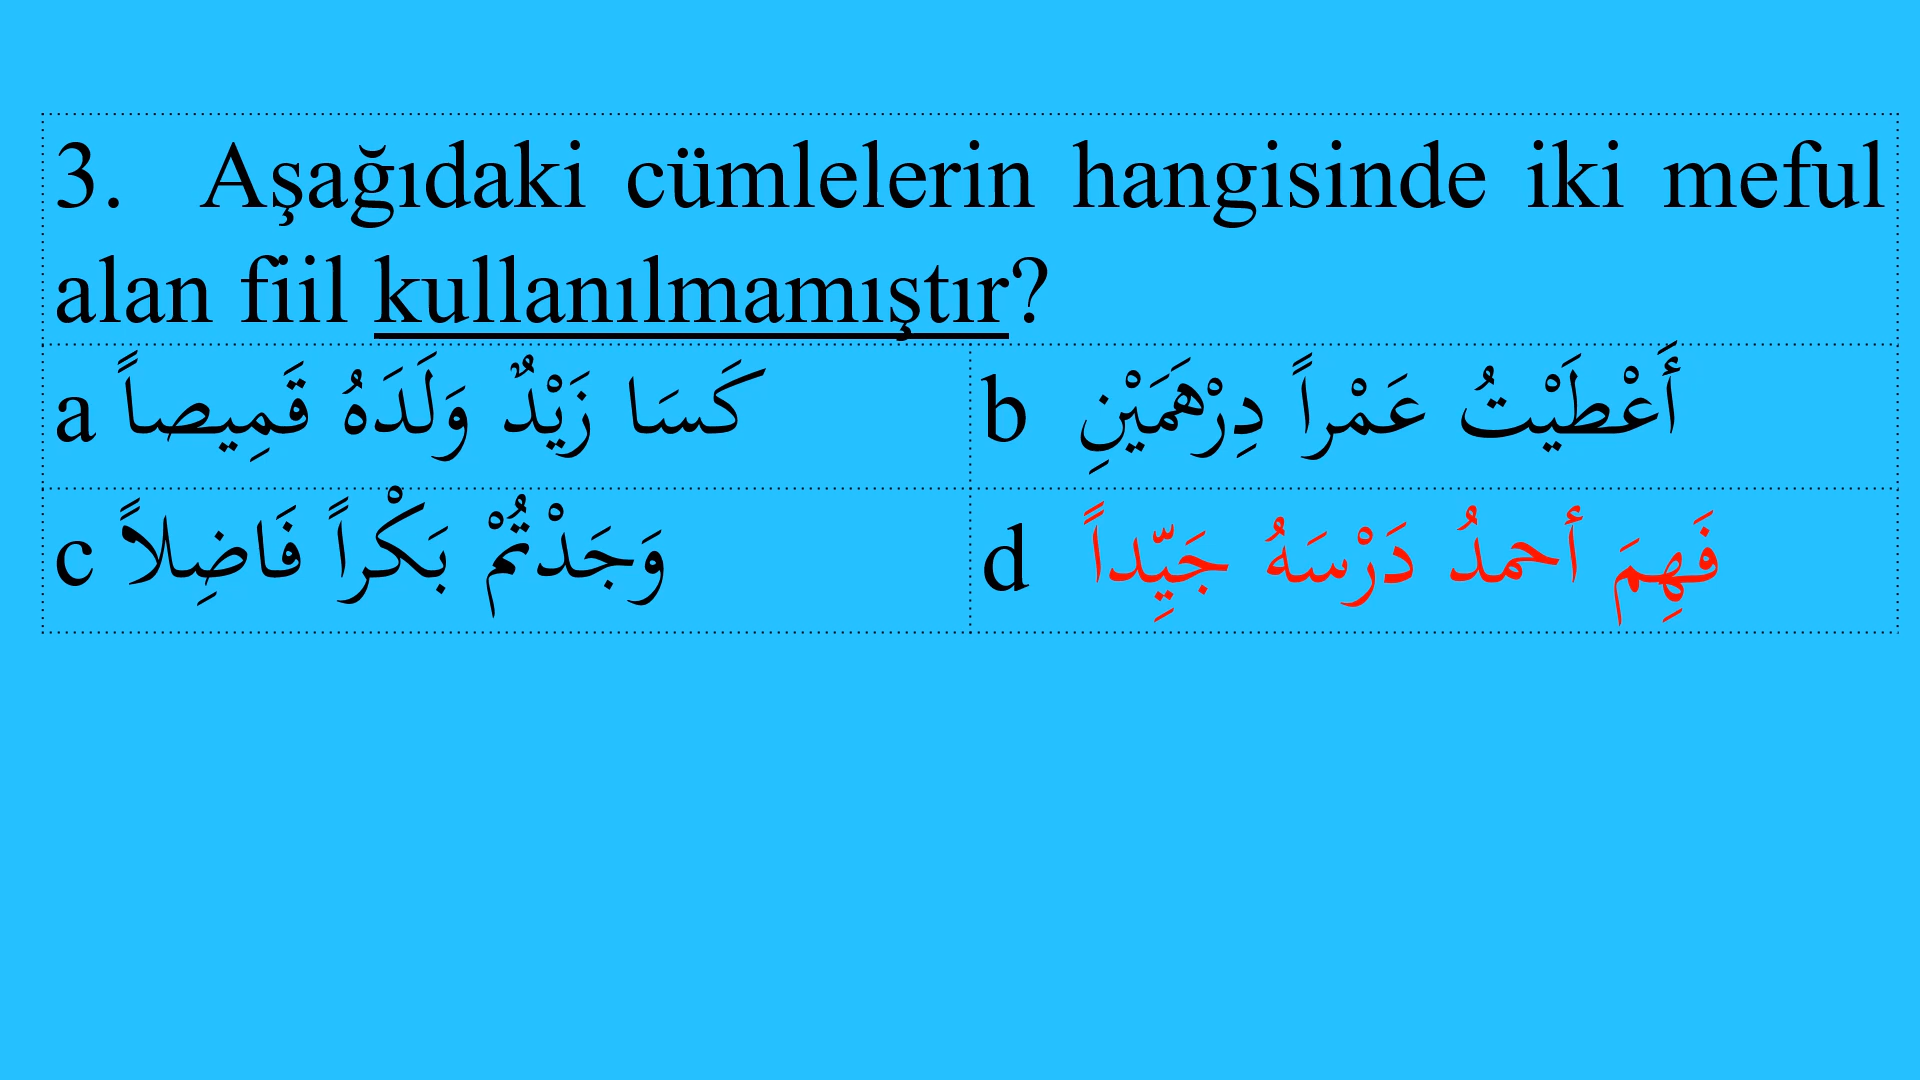 3. Aşağıdaki cümlelerin hangisinde iki meful
alan fiil kullanılmamıştır?
a كَسَا زَيْدٌ وَلَدَهُ قَمِيصاً
b أَعْطَيْتُ عَمْراً دِرْهَمَيْنِ
c وَجَدْتُمْ بَكْراً فَاضِلاً
d فَهِمَ أحمدُ دَرْسَهُ جَيِّداً